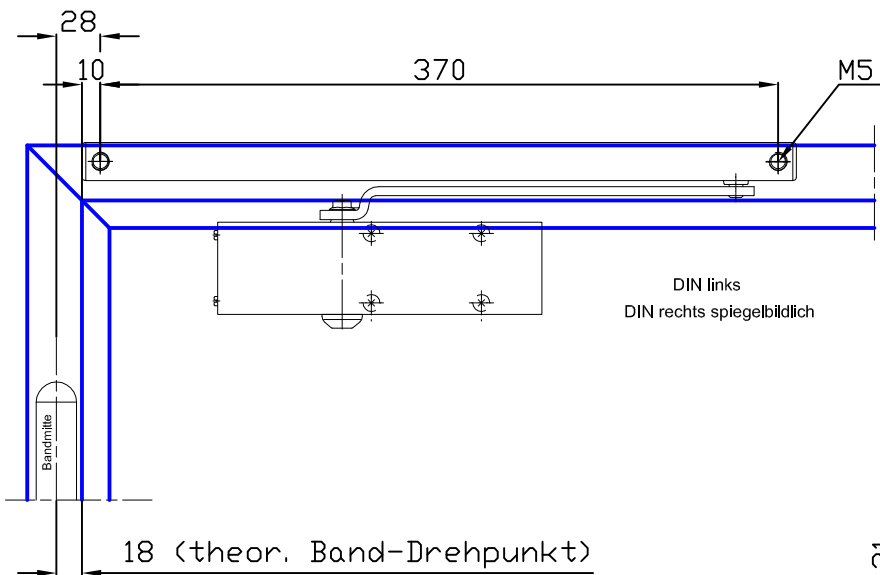 28
10
370
M5
DIN links
DIN rechts spiegelbildlich
Bandmitte
18 (theor. Band-Drehpunkt)